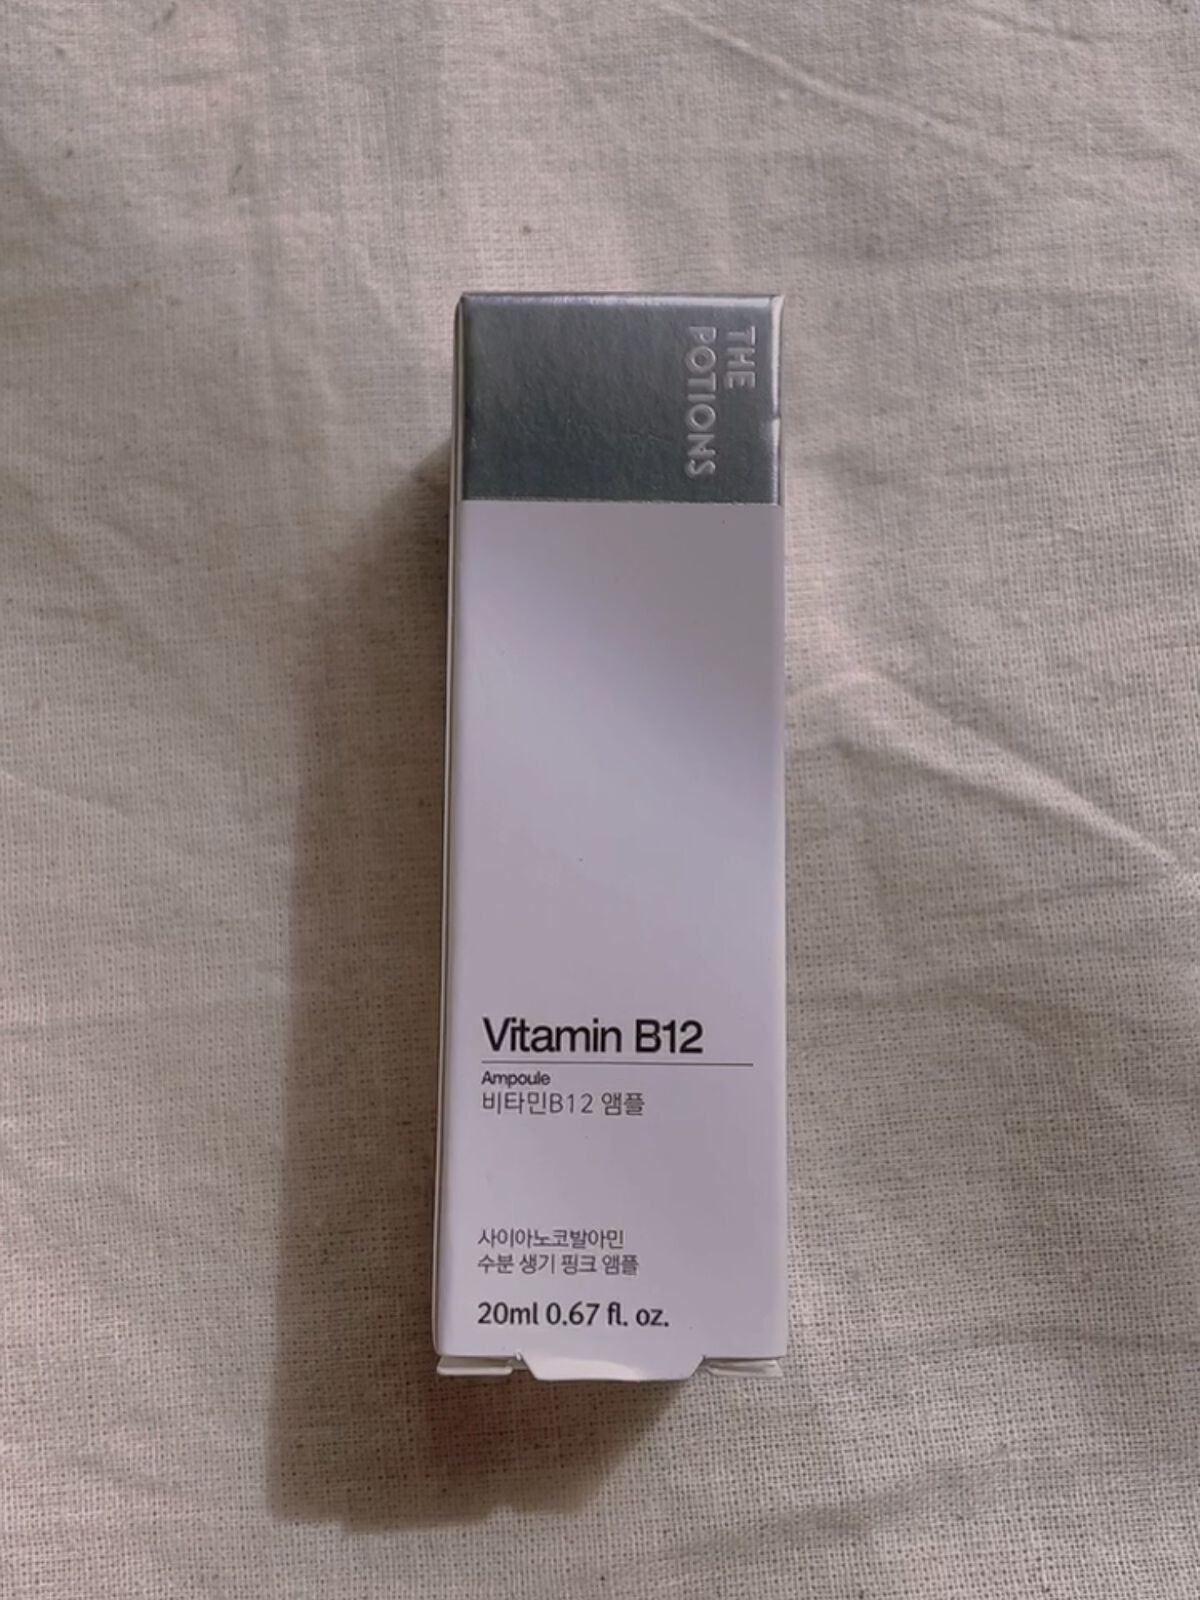 THE
POTIONS
Vitamin B12
Ampoule
비타민B12 앰플
사이아노코발아민
수분 생기 핑크 앰플
20ml 0.67 fl. oz.